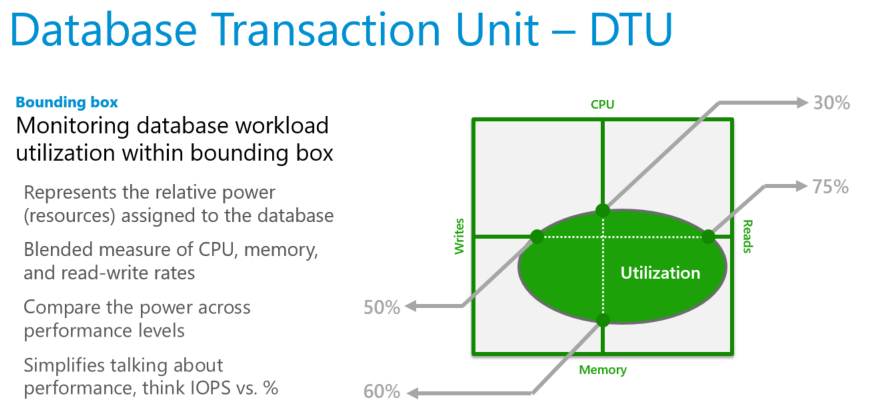 Database Transaction Unit – DTU
Bounding box
Monitoring database workload
utilization within bounding box
Represents the relative power
(resources) assigned to the database
Blended measure of CPU, memory,
and read-write rates
Compare the power across
performance levels
Simplifies talking about
performance, think IOPS vs. %
CPU
30%
75%
Writes
Reads
Utilization
50%
Memory
60%